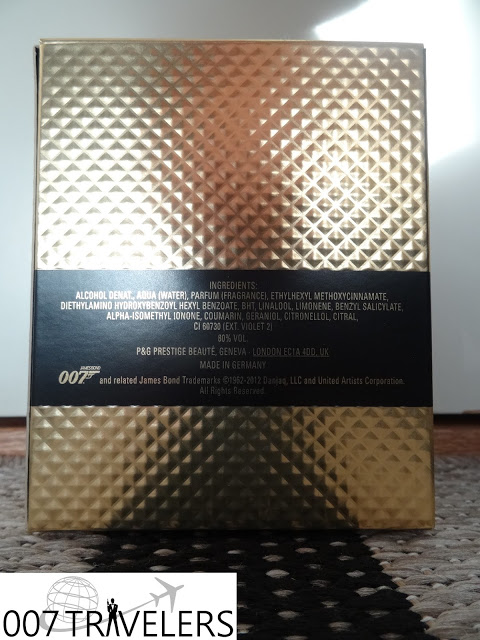 INGREDIENTS:
ALCOHOL DENAT., AQUA (WATER), PARFUM (FRAGRANCE), ETHYLHEXYL METHOXYCINNAMATE,
DIETHYLAMINO HYDROXYBENZOYL HEXYL BENZOATE, BHT, LINALOOL, LIMONENE, BENZYL SALICYLATE,
ALPHA-ISOMETHYL IONONE, COUMARIN, GERANIOL, CITRONELLOL, CITRAL,
CI 60730 (EXT. VIOLET 2)
80% VOL.
P&G PRESTIGE BEAUTÉ, GENEVA - LONDON EC1A 4DD, UK
MADE IN GERMANY
JAMES BOND
007 and related James Bond Trademarks ©1962-2012 Danjaq, LLC and United Artists Corporation.
All Rights Reserved.
007 TRAVELERS